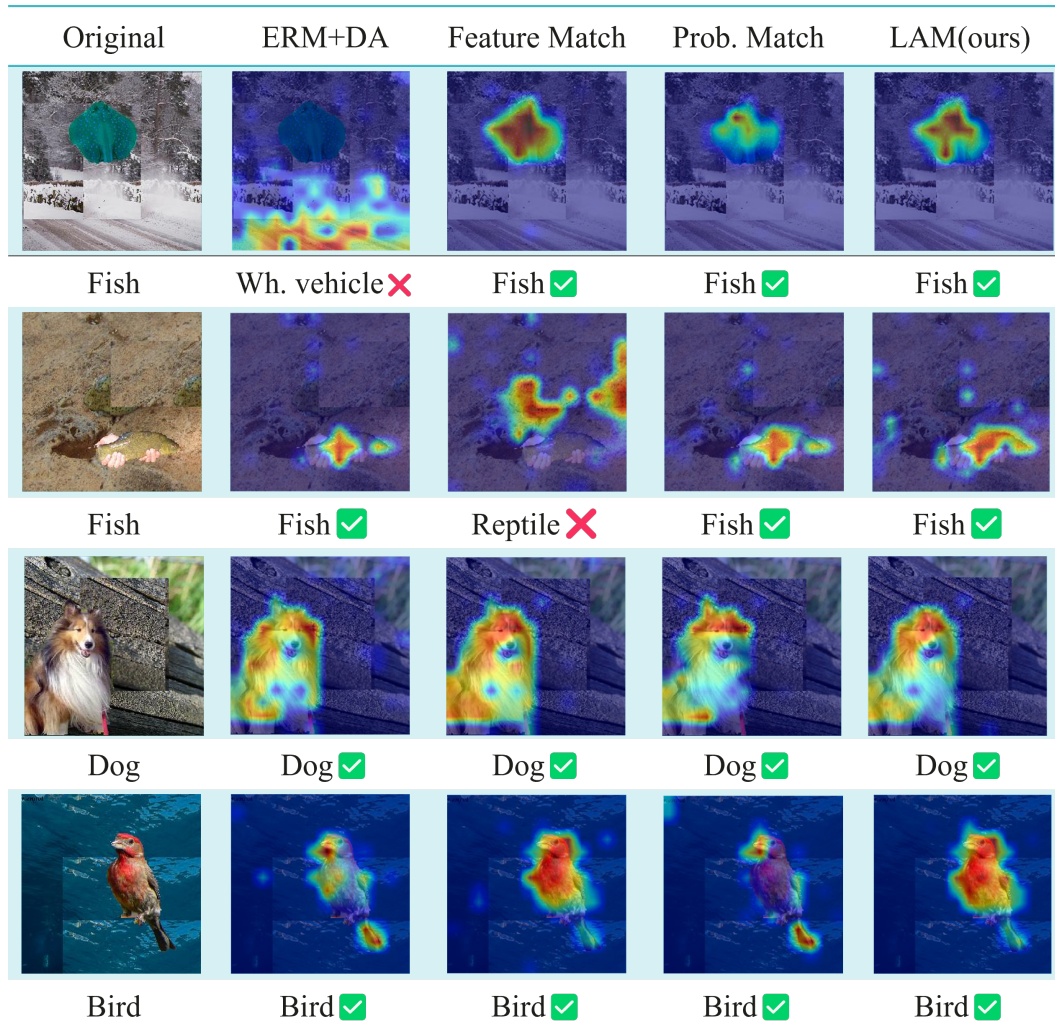 Original ERM+DA Feature Match Prob. Match LAM(ours)
Fish Wh. vehicle ❌ Fish ✅ Fish ✅ Fish ✅
Fish Fish ✅ Reptile ❌ Fish ✅ Fish ✅
Dog Dog ✅ Dog ✅ Dog ✅ Dog ✅
Bird Bird ✅ Bird ✅ Bird ✅ Bird ✅